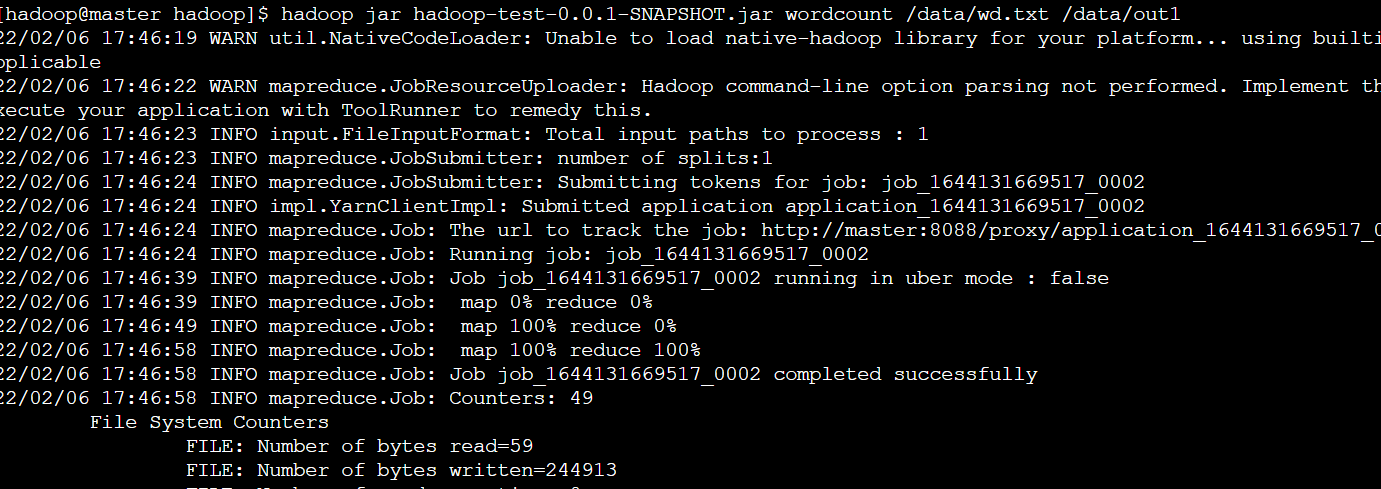 [hadoop@master hadoop]$ hadoop jar hadoop-test-0.0.1-SNAPSHOT.jar wordcount /data/wd.txt /data/out1
22/02/06 17:46:19 WARN util.NativeCodeLoader: Unable to load native-hadoop library for your platform... using builti
pplicable
22/02/06 17:46:22 WARN mapreduce.JobResourceUploader: Hadoop command-line option parsing not performed. Implement th
xecute your application with ToolRunner to remedy this.
22/02/06 17:46:23 INFO input.FileInputFormat: Total input paths to process : 1
22/02/06 17:46:23 INFO mapreduce.JobSubmitter: number of splits:1
22/02/06 17:46:24 INFO mapreduce.JobSubmitter: Submitting tokens for job: job_1644131669517_0002
22/02/06 17:46:24 INFO impl.YarnClientImpl: Submitted application application_1644131669517_0002
22/02/06 17:46:24 INFO mapreduce.Job: The url to track the job: http://master:8088/proxy/application_1644131669517_0
22/02/06 17:46:24 INFO mapreduce.Job: Running job: job_1644131669517_0002
22/02/06 17:46:39 INFO mapreduce.Job: Job job_1644131669517_0002 running in uber mode : false
22/02/06 17:46:39 INFO mapreduce.Job:  map 0% reduce 0%
22/02/06 17:46:49 INFO mapreduce.Job:  map 100% reduce 0%
22/02/06 17:46:58 INFO mapreduce.Job:  map 100% reduce 100%
22/02/06 17:46:58 INFO mapreduce.Job: Job job_1644131669517_0002 completed successfully
22/02/06 17:46:58 INFO mapreduce.Job: Counters: 49
File System Counters
FILE: Number of bytes read=59
FILE: Number of bytes written=244913